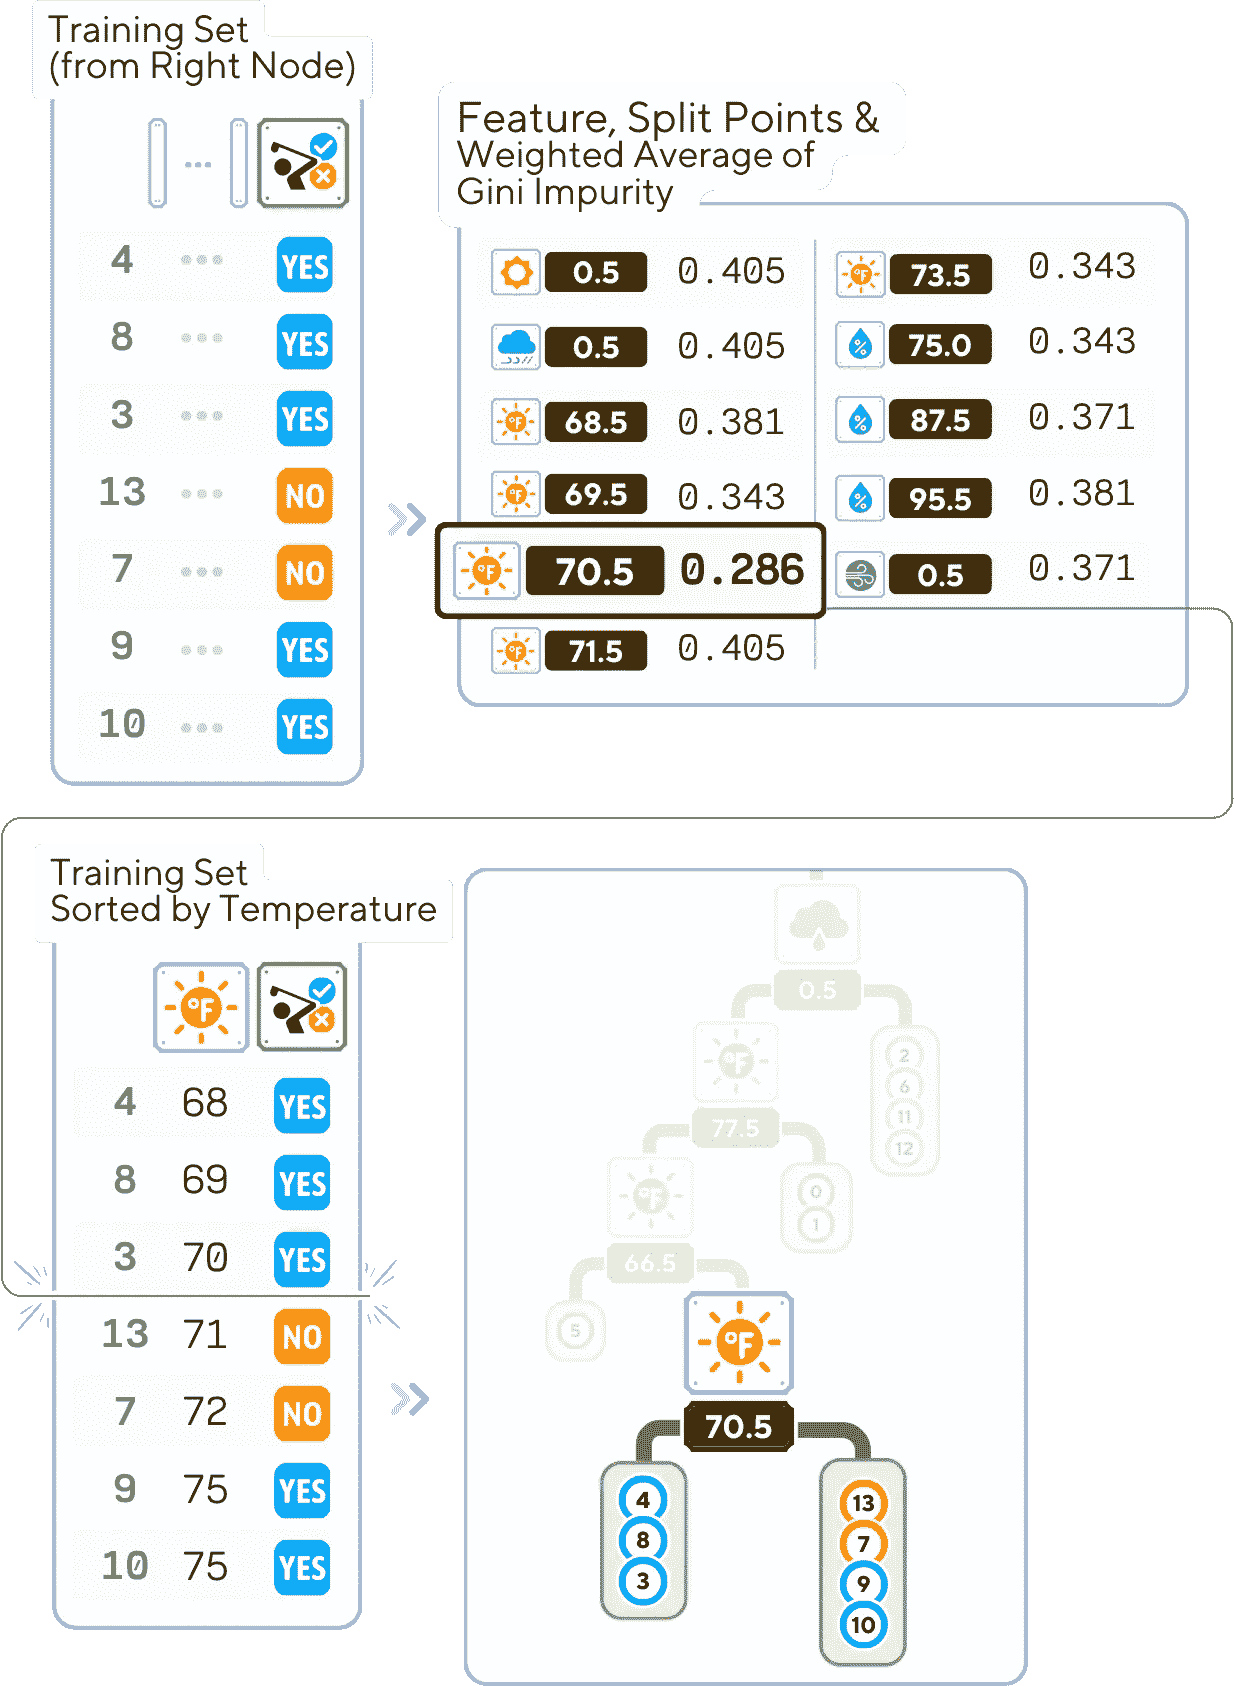 Training Set
(from Right Node)
4 YES
8 YES
3 YES
13 NO
7 NO
9 YES
10 YES
Feature, Split Points &
Weighted Average of
Gini Impurity
0.5 0.405
0.5 0.405
°F 68.5 0.381
°F 69.5 0.343
°F 70.5 0.286
°F 71.5 0.405
°F 73.5 0.343
% 75.0 0.343
% 87.5 0.371
% 95.5 0.381
0.5 0.371
Training Set
Sorted by Temperature
°F
4 68 YES
8 69 YES
3 70 YES
13 71 NO
7 72 NO
9 75 YES
10 75 YES
0.5
°F
2
6
11
12
77.5
°F
0
1
66.5
5
°F
70.5
4
8
3
13
7
9
10